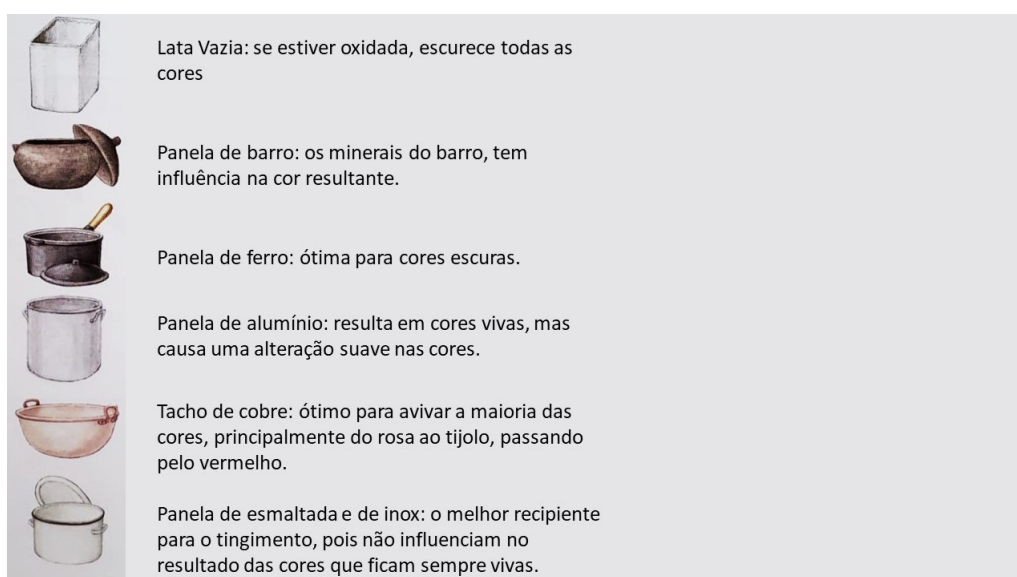 Lata Vazia: se estiver oxidada, escurece todas as
cores
Panela de barro: os minerais do barro, tem
influência na cor resultante.
Panela de ferro: ótima para cores escuras.
Panela de alumínio: resulta em cores vivas, mas
causa uma alteração suave nas cores.
Tacho de cobre: ótimo para avivar a maioria das
cores, principalmente do rosa ao tijolo, passando
pelo vermelho.
Panela de esmaltada e de inox: o melhor recipiente
para o tingimento, pois não influenciam no
resultado das cores que ficam sempre vivas.